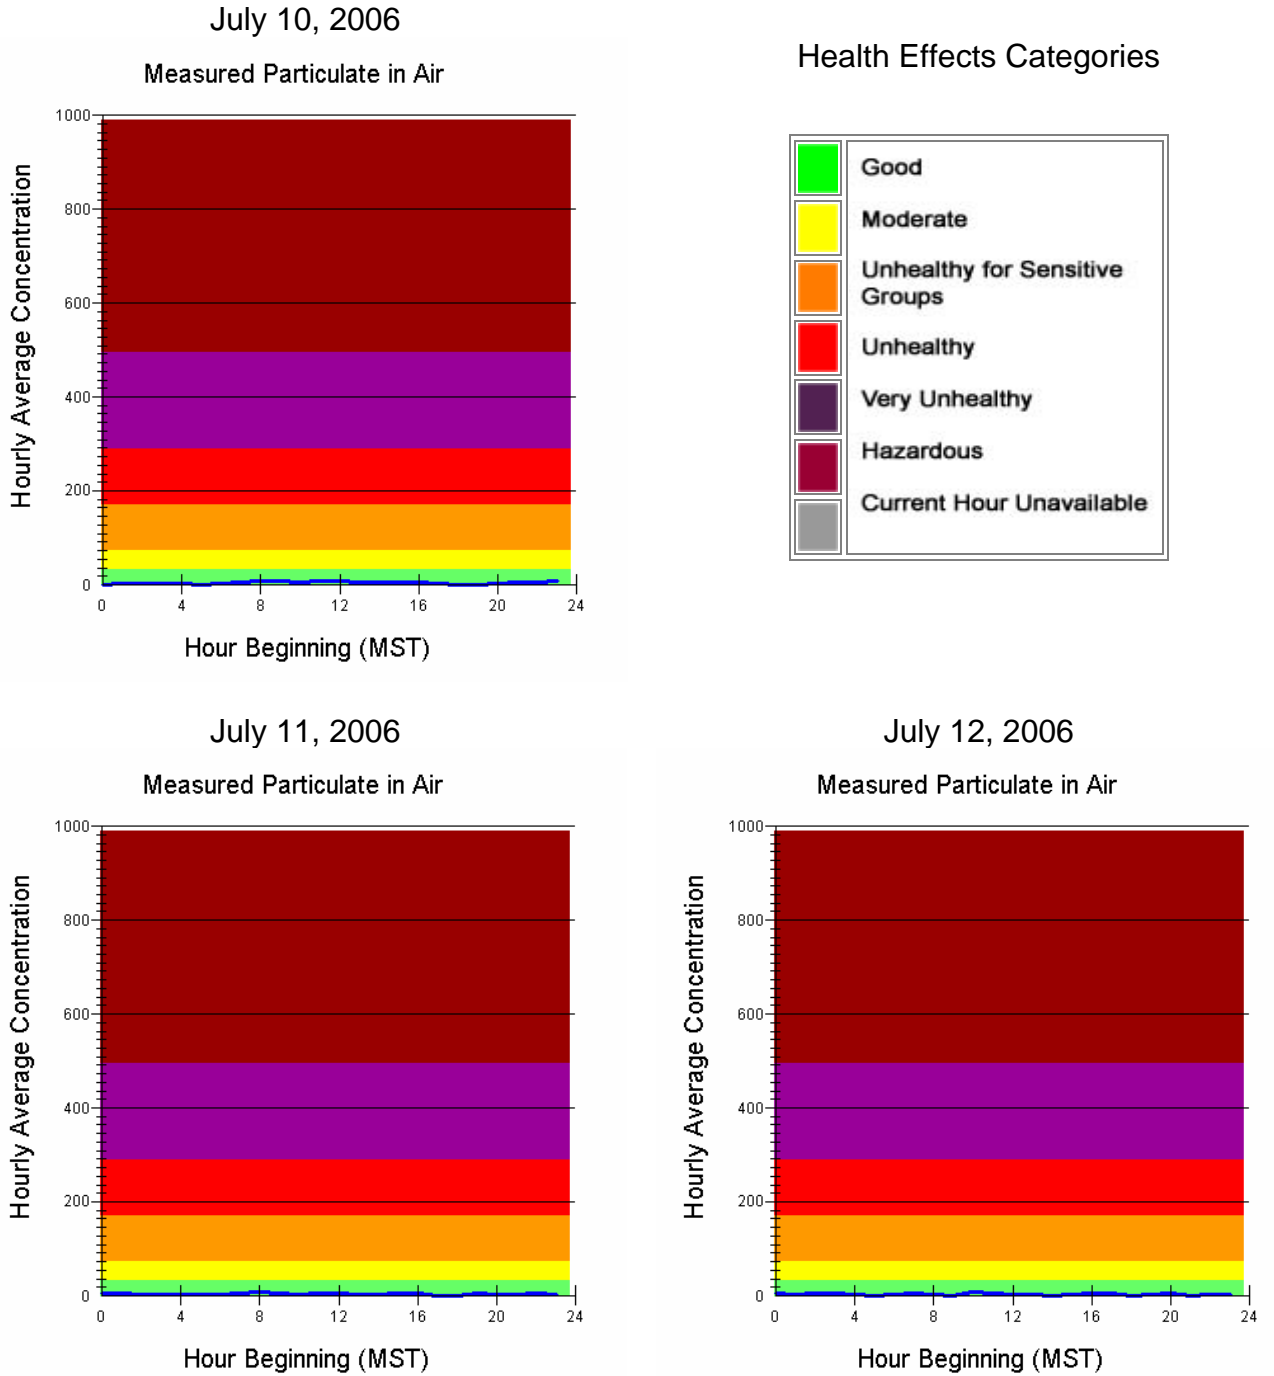 July 10, 2006
Measured Particulate in Air
Hourly Average Concentration
1000
800
600
400
200
0
0 4 8 12 16 20 24
Hour Beginning (MST)
Health Effects Categories
Good
Moderate
Unhealthy for Sensitive
Groups
Unhealthy
Very Unhealthy
Hazardous
Current Hour Unavailable
July 11, 2006
Measured Particulate in Air
Hourly Average Concentration
1000
800
600
400
200
0
0 4 8 12 16 20 24
Hour Beginning (MST)
July 12, 2006
Measured Particulate in Air
Hourly Average Concentration
1000
800
600
400
200
0
0 4 8 12 16 20 24
Hour Beginning (MST)